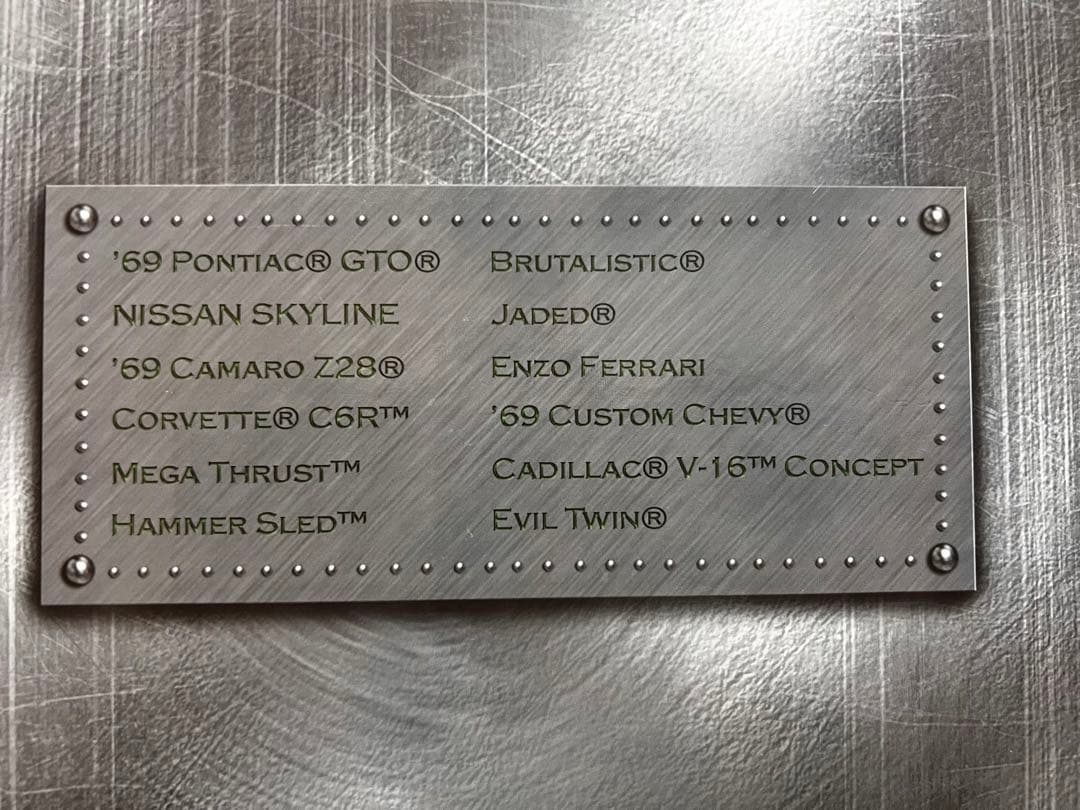 '69 PONTIAC® GTO®
NISSAN SKYLINE
'69 CAMARO Z28®
CORVETTE® C6R™
MEGA THRUST™
HAMMER SLED™
BRUTALISTIC®
JADED®
ENZO FERRARI
'69 CUSTOM CHEVY®
CADILLAC® V-16™ CONCEPT
EVIL TWIN®